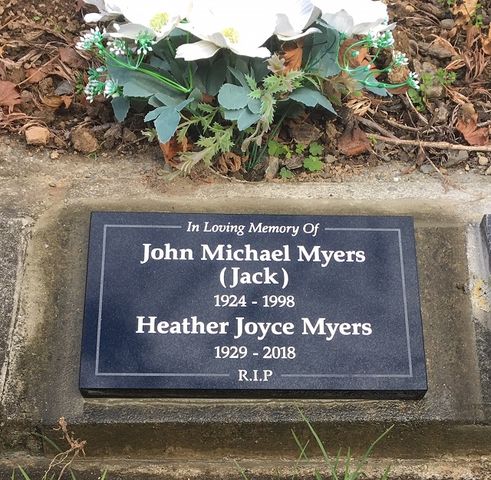 In Loving Memory Of
John Michael Myers
(Jack)
1924 - 1998
Heather Joyce Myers
1929 - 2018
R.I.P